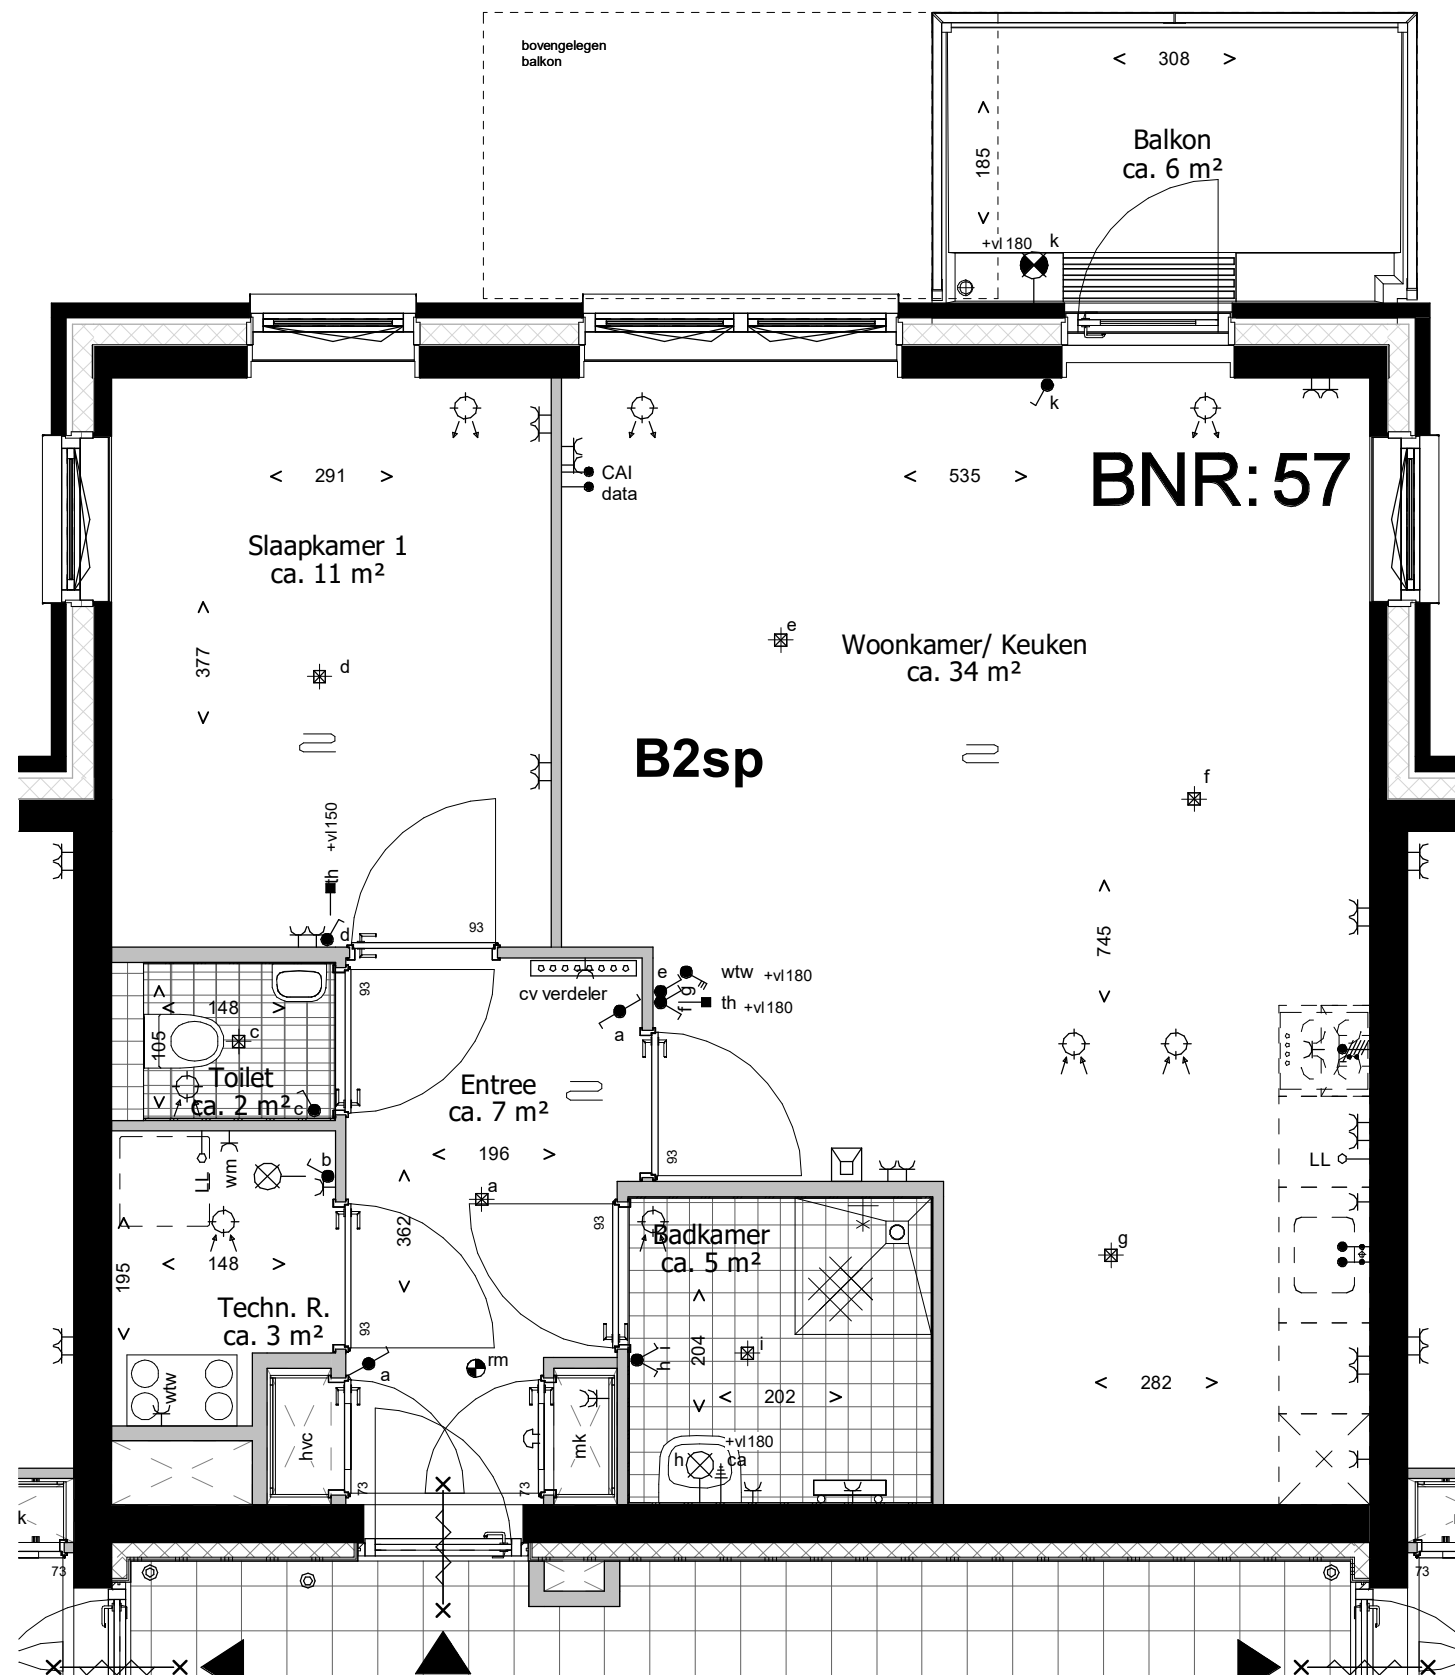 bovengelegen
balkon
< 308 >
Balkon
ca. 6 m²
< 185 >
+vl180 k
k
CAI
data
< 291 >
< 535 >
BNR: 57
Slaapkamer 1
ca. 11 m²
< 377 >
d
e
Woonkamer/ Keuken
ca. 34 m²
B2sp
f
th +vl150
d
93
< 745 >
cv verdeler
93
a
e
f g
wtw +vl180
th +vl180
< 148 >
< 105 >
c
Toilet
ca. 2 m²
c
Entree
ca. 7 m²
< 196 >
a
< 362 >
93
93
LL
wm
b
LL
< 195 >
< 148 >
Techn. R.
ca. 3 m²
93
a
rm
wtw
hvc
mk
73
73
Badkamer
ca. 5 m²
< 204 >
h i
i
< 202 >
+vl180
h
ca
g
< 282 >
k
73
73